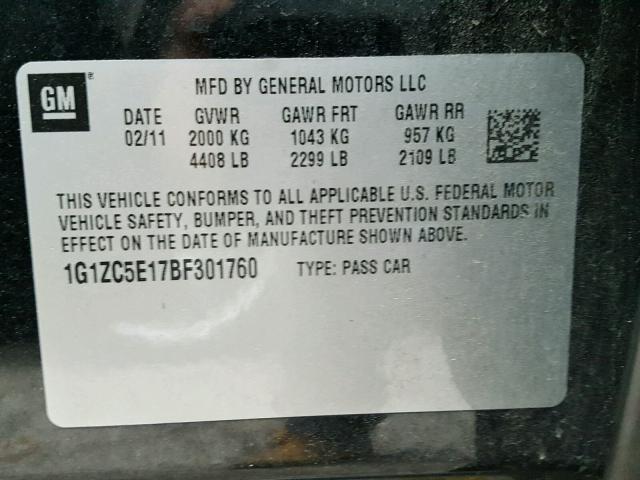 GM®
MFD BY GENERAL MOTORS LLC
DATE GVWR GAWR FRT GAWR RR
02/11 2000 KG 1043 KG 957 KG
4408 LB 2299 LB 2109 LB
THIS VEHICLE CONFORMS TO ALL APPLICABLE U.S. FEDERAL MOTOR
VEHICLE SAFETY, BUMPER, AND THEFT PREVENTION STANDARDS IN
EFFECT ON THE DATE OF MANUFACTURE SHOWN ABOVE.
1G1ZC5E17BF301760 TYPE: PASS CAR